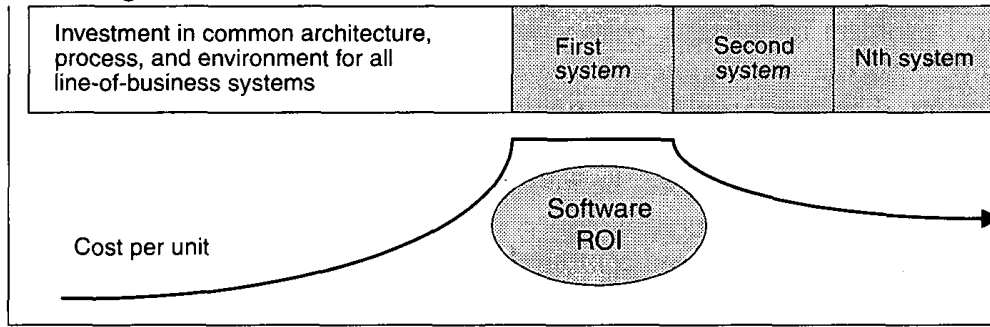 Investment in common architecture,
process, and environment for all
line-of-business systems
First
system
Second
system
Nth system
Software
ROI
Cost per unit